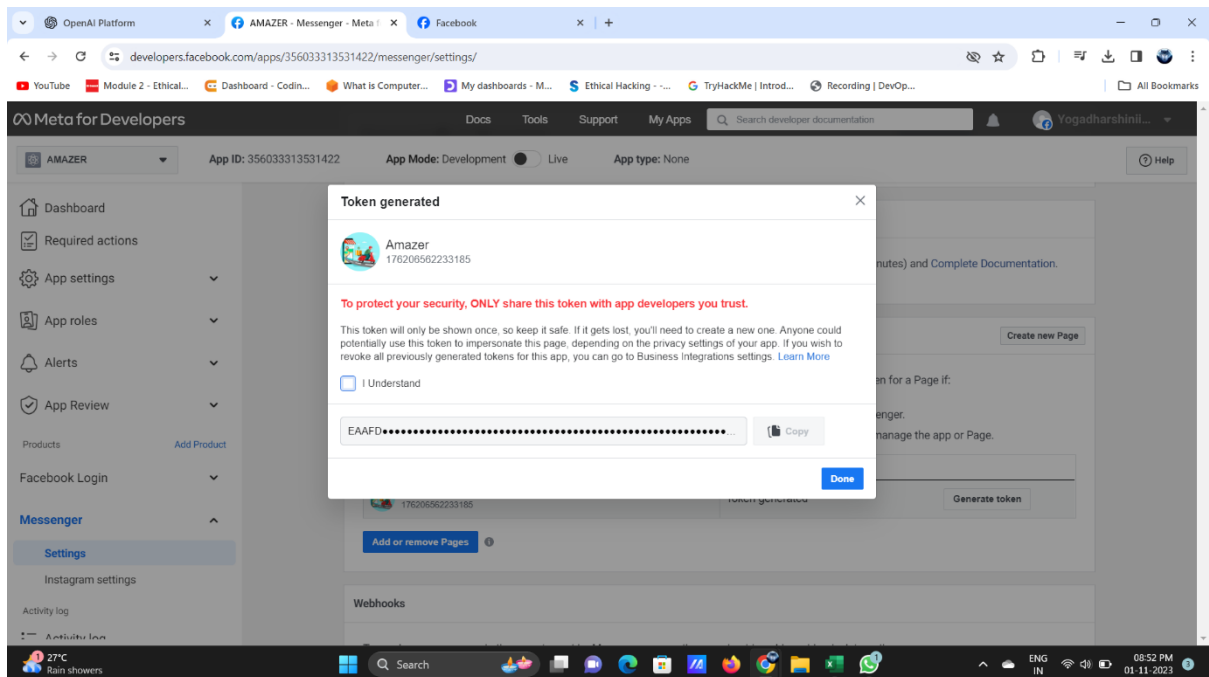 OpenAI Platform
AMAZER - Messenger - Meta f
Facebook
developers.facebook.com/apps/356033313531422/messenger/settings/
YouTube
Module 2 - Ethical...
Dashboard - Codin...
What is Computer...
My dashboards - M...
Ethical Hacking - -...
TryHackMe | Introd...
Recording | DevOp...
All Bookmarks
Meta for Developers
Docs
Tools
Support
My Apps
Search developer documentation
Yogadharshinii...
AMAZER
App ID: 356033313531422
App Mode: Development
Live
App type: None
Help
Dashboard
Required actions
App settings
App roles
Alerts
App Review
Products
Add Product
Facebook Login
Messenger
Settings
Instagram settings
Activity log
Activity log
Token generated
Amazer
176206562233185
To protect your security, ONLY share this token with app developers you trust.
This token will only be shown once, so keep it safe. If it gets lost, you'll need to create a new one. Anyone could
potentially use this token to impersonate this page, depending on the privacy settings of your app. If you wish to
revoke all previously generated tokens for this app, you can go to Business Integrations settings. Learn More
I Understand
EAAFD••••••••••••••••••••••••••••••••••••••••••••••••••••••...
Copy
Done
nutes) and Complete Documentation.
Create new Page
en for a Page if:
enger.
manage the app or Page.
176206562233185
Token generated
Generate token
Add or remove Pages
Webhooks
1
27°C
Rain showers
Search
ENG
IN
08:52 PM
01-11-2023
3